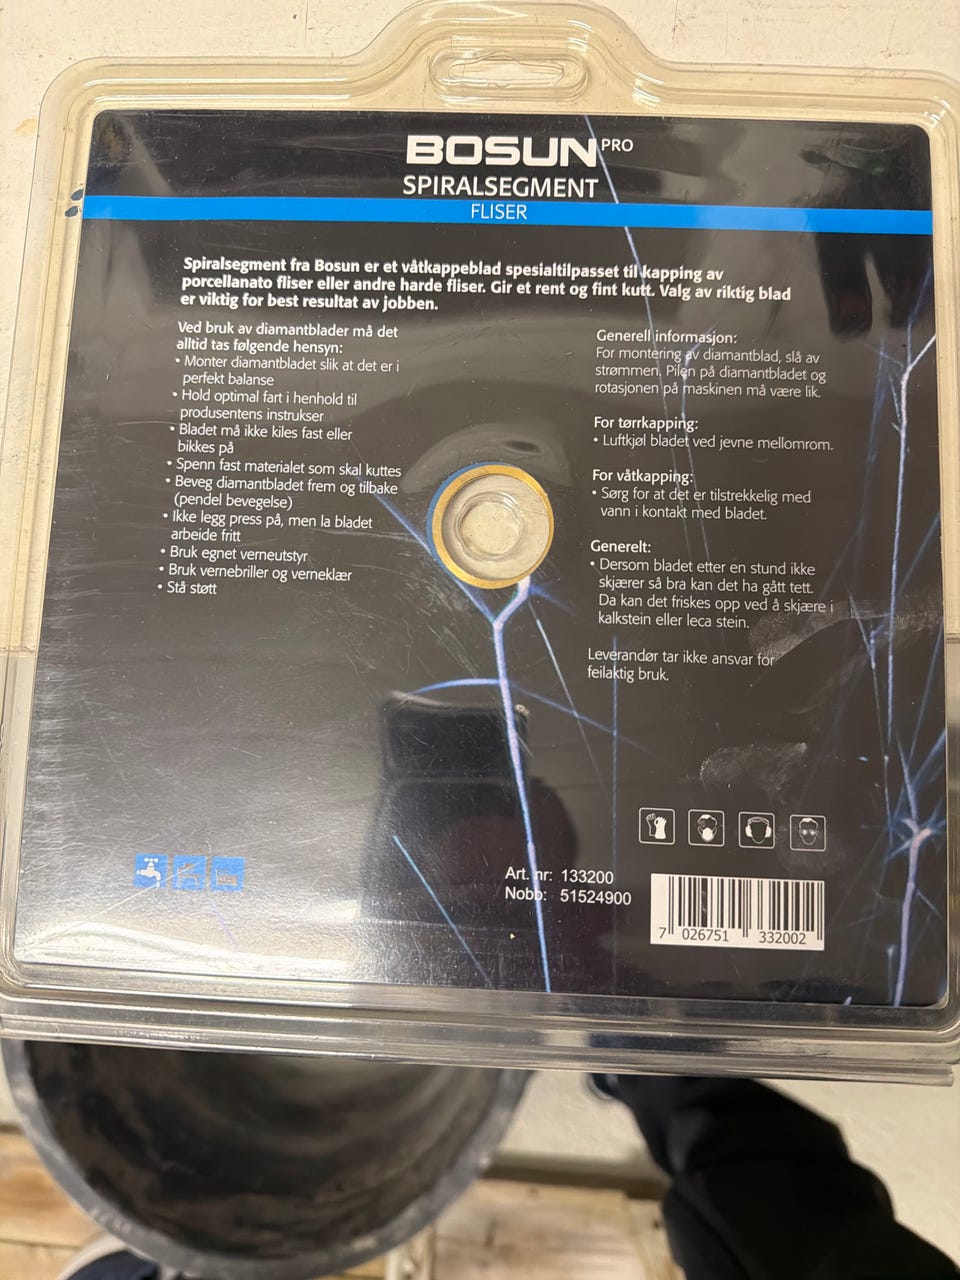 BOSUN PRO
SPIRALSEGMENT
FLISER
Spiralsegment fra Bosun er et våtkappeblad spesialtilpasset til kapping av
porcellanato fliser eller andre harde fliser. Gir et rent og fint kutt. Valg av riktig blad
er viktig for best resultat av jobben.
Ved bruk av diamantblader må det
alltid tas følgende hensyn:
• Monter diamantbladet slik at det er i
perfekt balanse
• Hold optimal fart i henhold til
produsentens instrukser
• Bladet må ikke kiles fast eller
bikkes på
• Spenn fast materialet som skal kuttes
• Beveg diamantbladet frem og tilbake
(pendel bevegelse)
• Ikke legg press på, men la bladet
arbeide fritt
• Bruk egnet verneutstyr
• Bruk vernebriller og verneklær
• Stå støtt
Generell informasjon:
For montering av diamantblad, slå av
strømmen. Pilen på diamantbladet og
rotasjonen på maskinen må være lik.
For tørrkapping:
• Luftkjøl bladet ved jevne mellomrom.
For våtkapping:
• Sørg for at det er tilstrekkelig med
vann i kontakt med bladet.
Generelt:
• Dersom bladet etter en stund ikke
skjærer så bra kan det ha gått tett.
Da kan det friskes opp ved å skjære i
kalkstein eller leca stein.
Leverandør tar ikke ansvar for
feilaktig bruk.
Art. nr: 133200
Nobb: 51524900
7 026751 332002